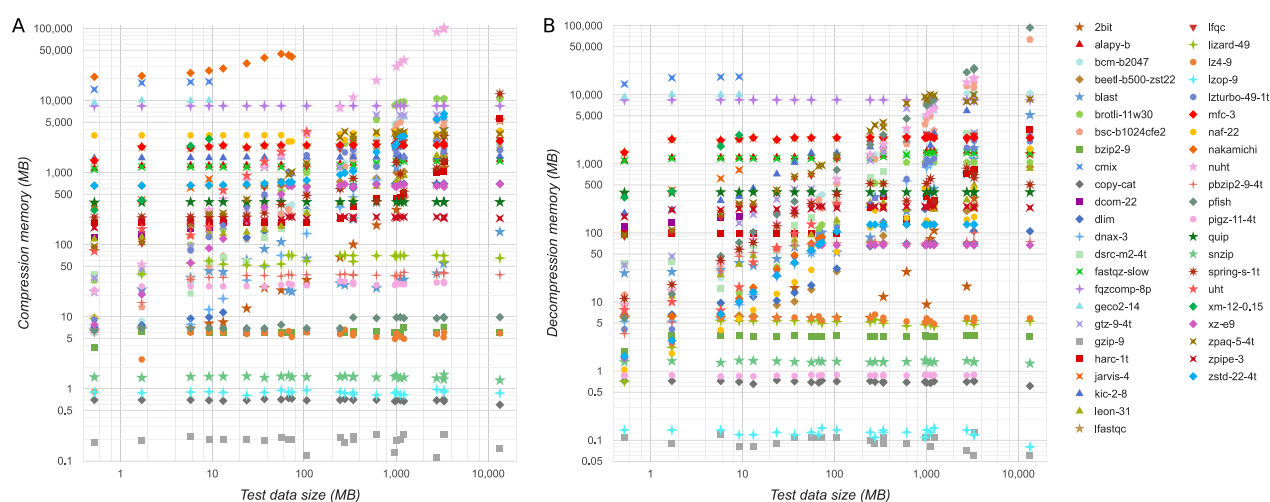 A
Compression memory (MB)
100,000
50,000
10,000
5,000
1,000
500
100
50
10
5
1
0,5
0,1
1
10
100
1,000
10,000
Test data size (MB)
B
Decompression memory (MB)
100,000
50,000
10,000
5,000
1,000
500
100
50
10
5
1
0,5
0.1
0.05
1
10
100
1,000
10,000
Test data size (MB)
2bit
alapy-b
bcm-b2047
beetl-b500-zst22
blast
brotli-11w30
bsc-b1024cfe2
bzip2-9
cmix
copy-cat
dcom-22
dlim
dnax-3
dsrc-m2-4t
fastqz-slow
fqzcomp-8p
geco2-14
gtz-9-4t
gzip-9
harc-1t
jarvis-4
kic-2-8
leon-31
lfastqc
lfqc
lizard-49
lz4-9
lzop-9
lzturbo-49-1t
mfc-3
naf-22
nakamichi
nuht
pbzip2-9-4t
pfish
pigz-11-4t
quip
snzip
spring-s-1t
uht
xm-12-0.15
xz-e9
zpaq-5-4t
zpipe-3
zstd-22-4t